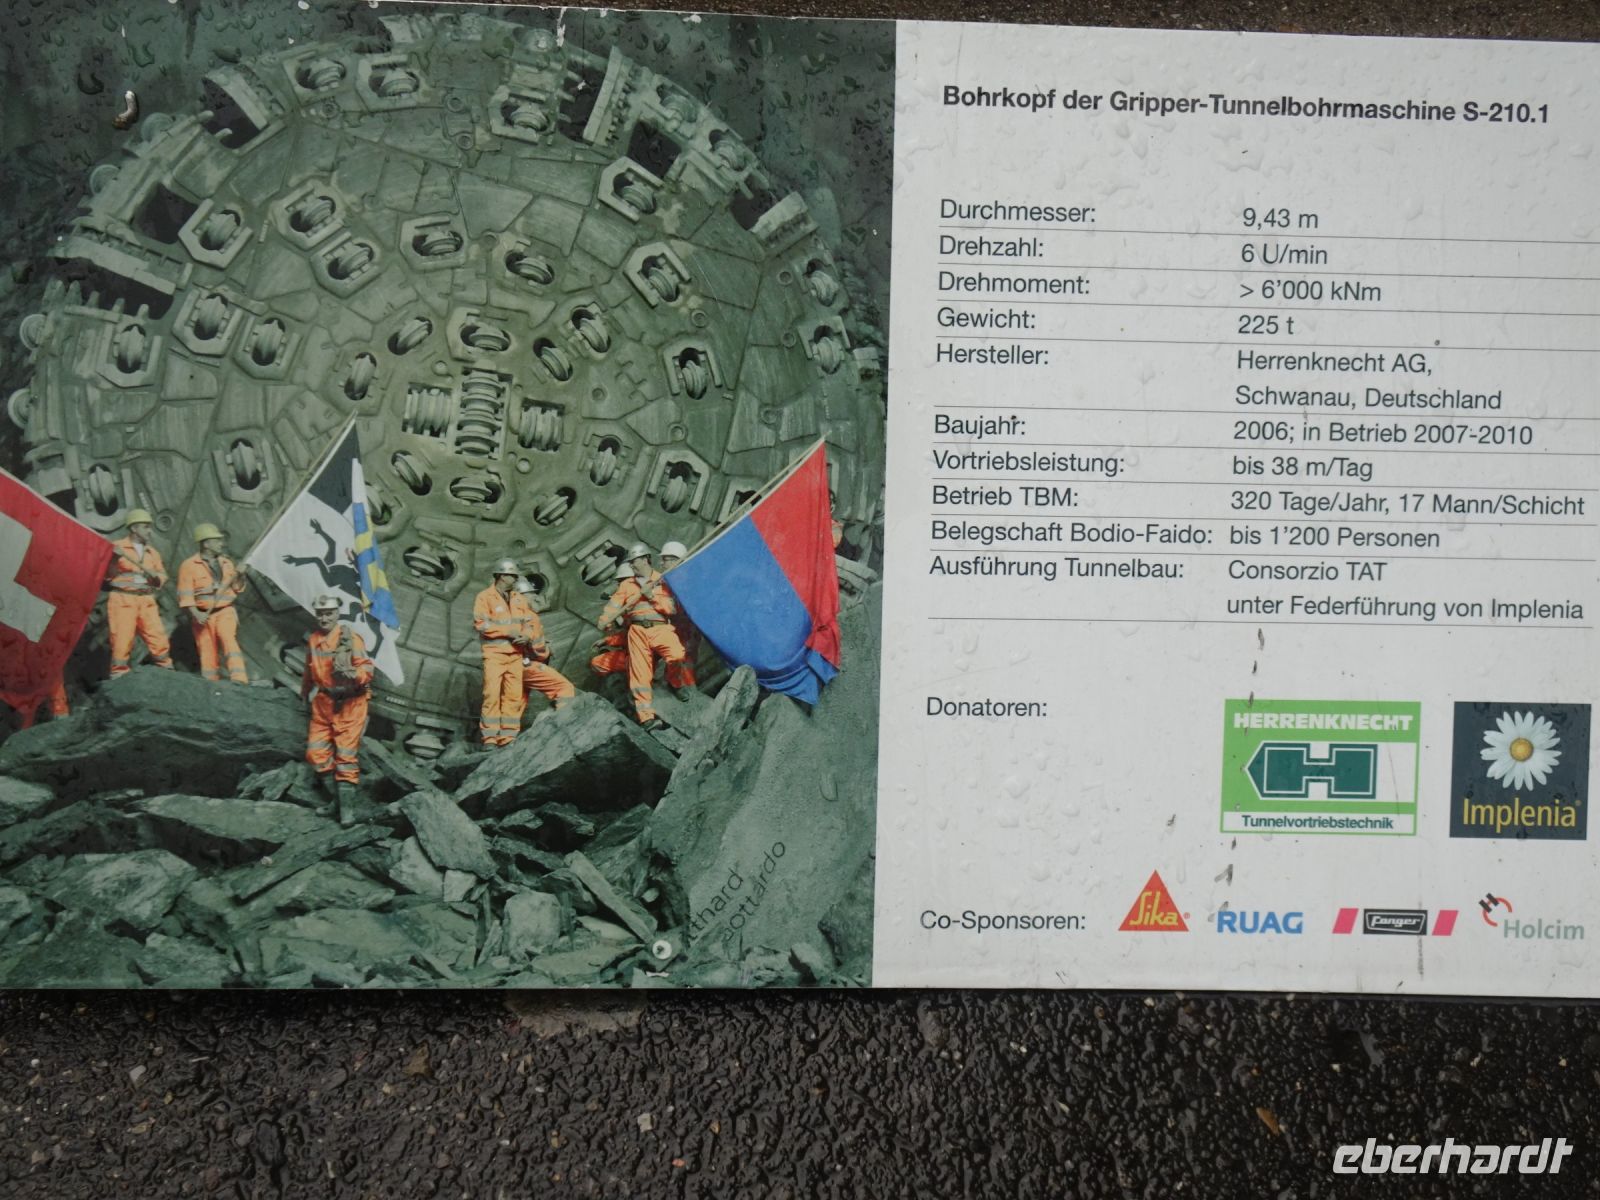 Bohrkopf der Gripper-Tunnelbohrmaschine S-210.1
Durchmesser: 9,43 m
Drehzahl: 6 U/min
Drehmoment: > 6'000 kNm
Gewicht: 225 t
Hersteller: Herrenknecht AG,
Schwanau, Deutschland
Baujahr: 2006; in Betrieb 2007-2010
Vortriebsleistung: bis 38 m/Tag
Betrieb TBM: 320 Tage/Jahr, 17 Mann/Schicht
Belegschaft Bodio-Faido: bis 1'200 Personen
Ausführung Tunnelbau: Consorzio TAT
unter Federführung von Implenia
Donatoren:
HERRENKNECHT
Tunnelvortriebstechnik
Implenia®
Co-Sponsoren: Sika® RUAG Fanger Holcim
tthard
gottardo
eberhardt